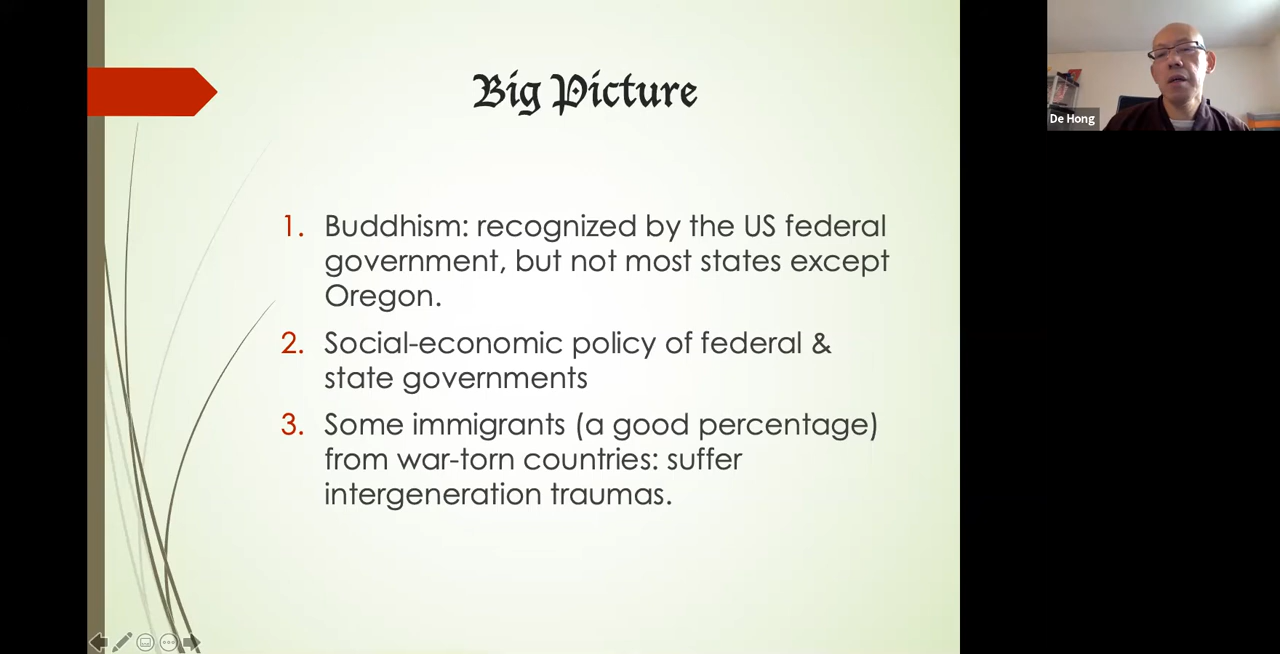 Big Picture
1. Buddhism: recognized by the US federal
government, but not most states except
Oregon.
2. Social-economic policy of federal &
state governments
3. Some immigrants (a good percentage)
from war-torn countries: suffer
intergeneration traumas.
De Hong